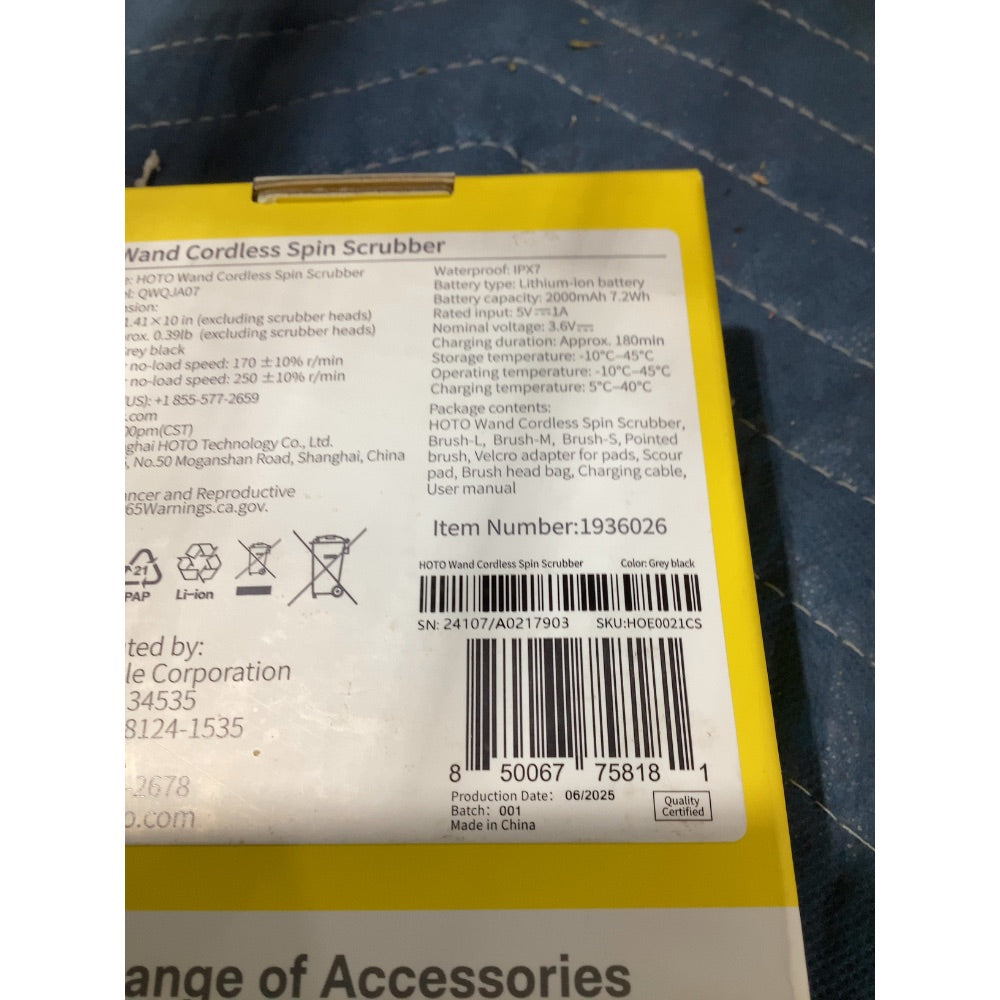 Wand Cordless Spin Scrubber
: HOTO Wand Cordless Spin Scrubber
: QWQJA07
sion:
1.41×10 in (excluding scrubber heads)
rox. 0.39lb (excluding scrubber heads)
rey black
no-load speed: 170 ±10% r/min
no-load speed: 250 ±10% r/min
US): +1 855-577-2659
.com
00pm(CST)
ghai HOTO Technology Co., Ltd.
, No.50 Moganshan Road, Shanghai, China
ancer and Reproductive
65Warnings.ca.gov.
21
PAP
Li-ion
ted by:
le Corporation
34535
8124-1535
-2678
o.com
Waterproof: IPX7
Battery type: Lithium-Ion battery
Battery capacity: 2000mAh 7.2Wh
Rated input: 5V⎓1A
Nominal voltage: 3.6V⎓
Charging duration: Approx. 180min
Storage temperature: -10°C–45°C
Operating temperature: -10°C–45°C
Charging temperature: 5°C–40°C
Package contents:
HOTO Wand Cordless Spin Scrubber,
Brush-L, Brush-M, Brush-S, Pointed
brush, Velcro adapter for pads, Scour
pad, Brush head bag, Charging cable,
User manual
Item Number:1936026
HOTO Wand Cordless Spin Scrubber Color: Grey black
SN: 24107/A0217903 SKU:HOE0021CS
8 50067 75818 1
Production Date: 06/2025
Batch: 001
Made in China
Quality
Certified
ange of Accessories